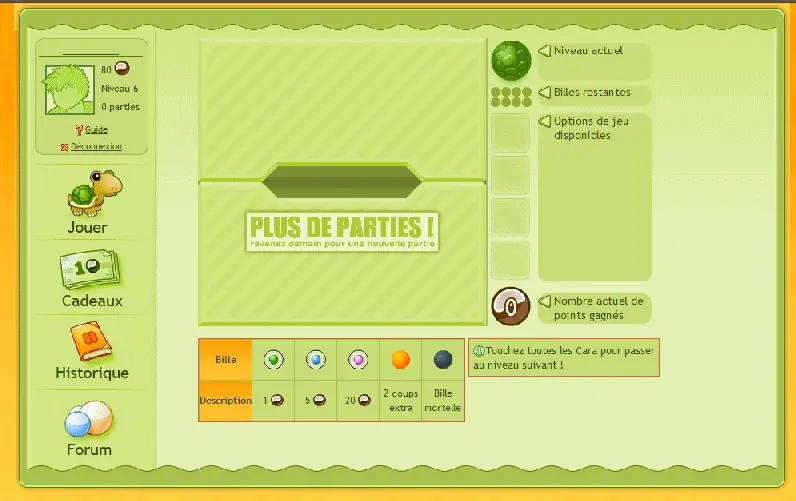 80
Niveau 6
0 parties
Guide
Déconnexion
Jouer
1
Cadeaux
Historique
Forum
PLUS DE PARTIES !
revenez demain pour une nouvelle partie
Niveau actuel
Billes restantes
Options de jeu
disponibles
0
Nombre actuel de
points gagnés
Bille
Description
1
5
20
2 coups
extra
Bille
mortelle
Touchez toutes les Cara pour passer
au niveau suivant !